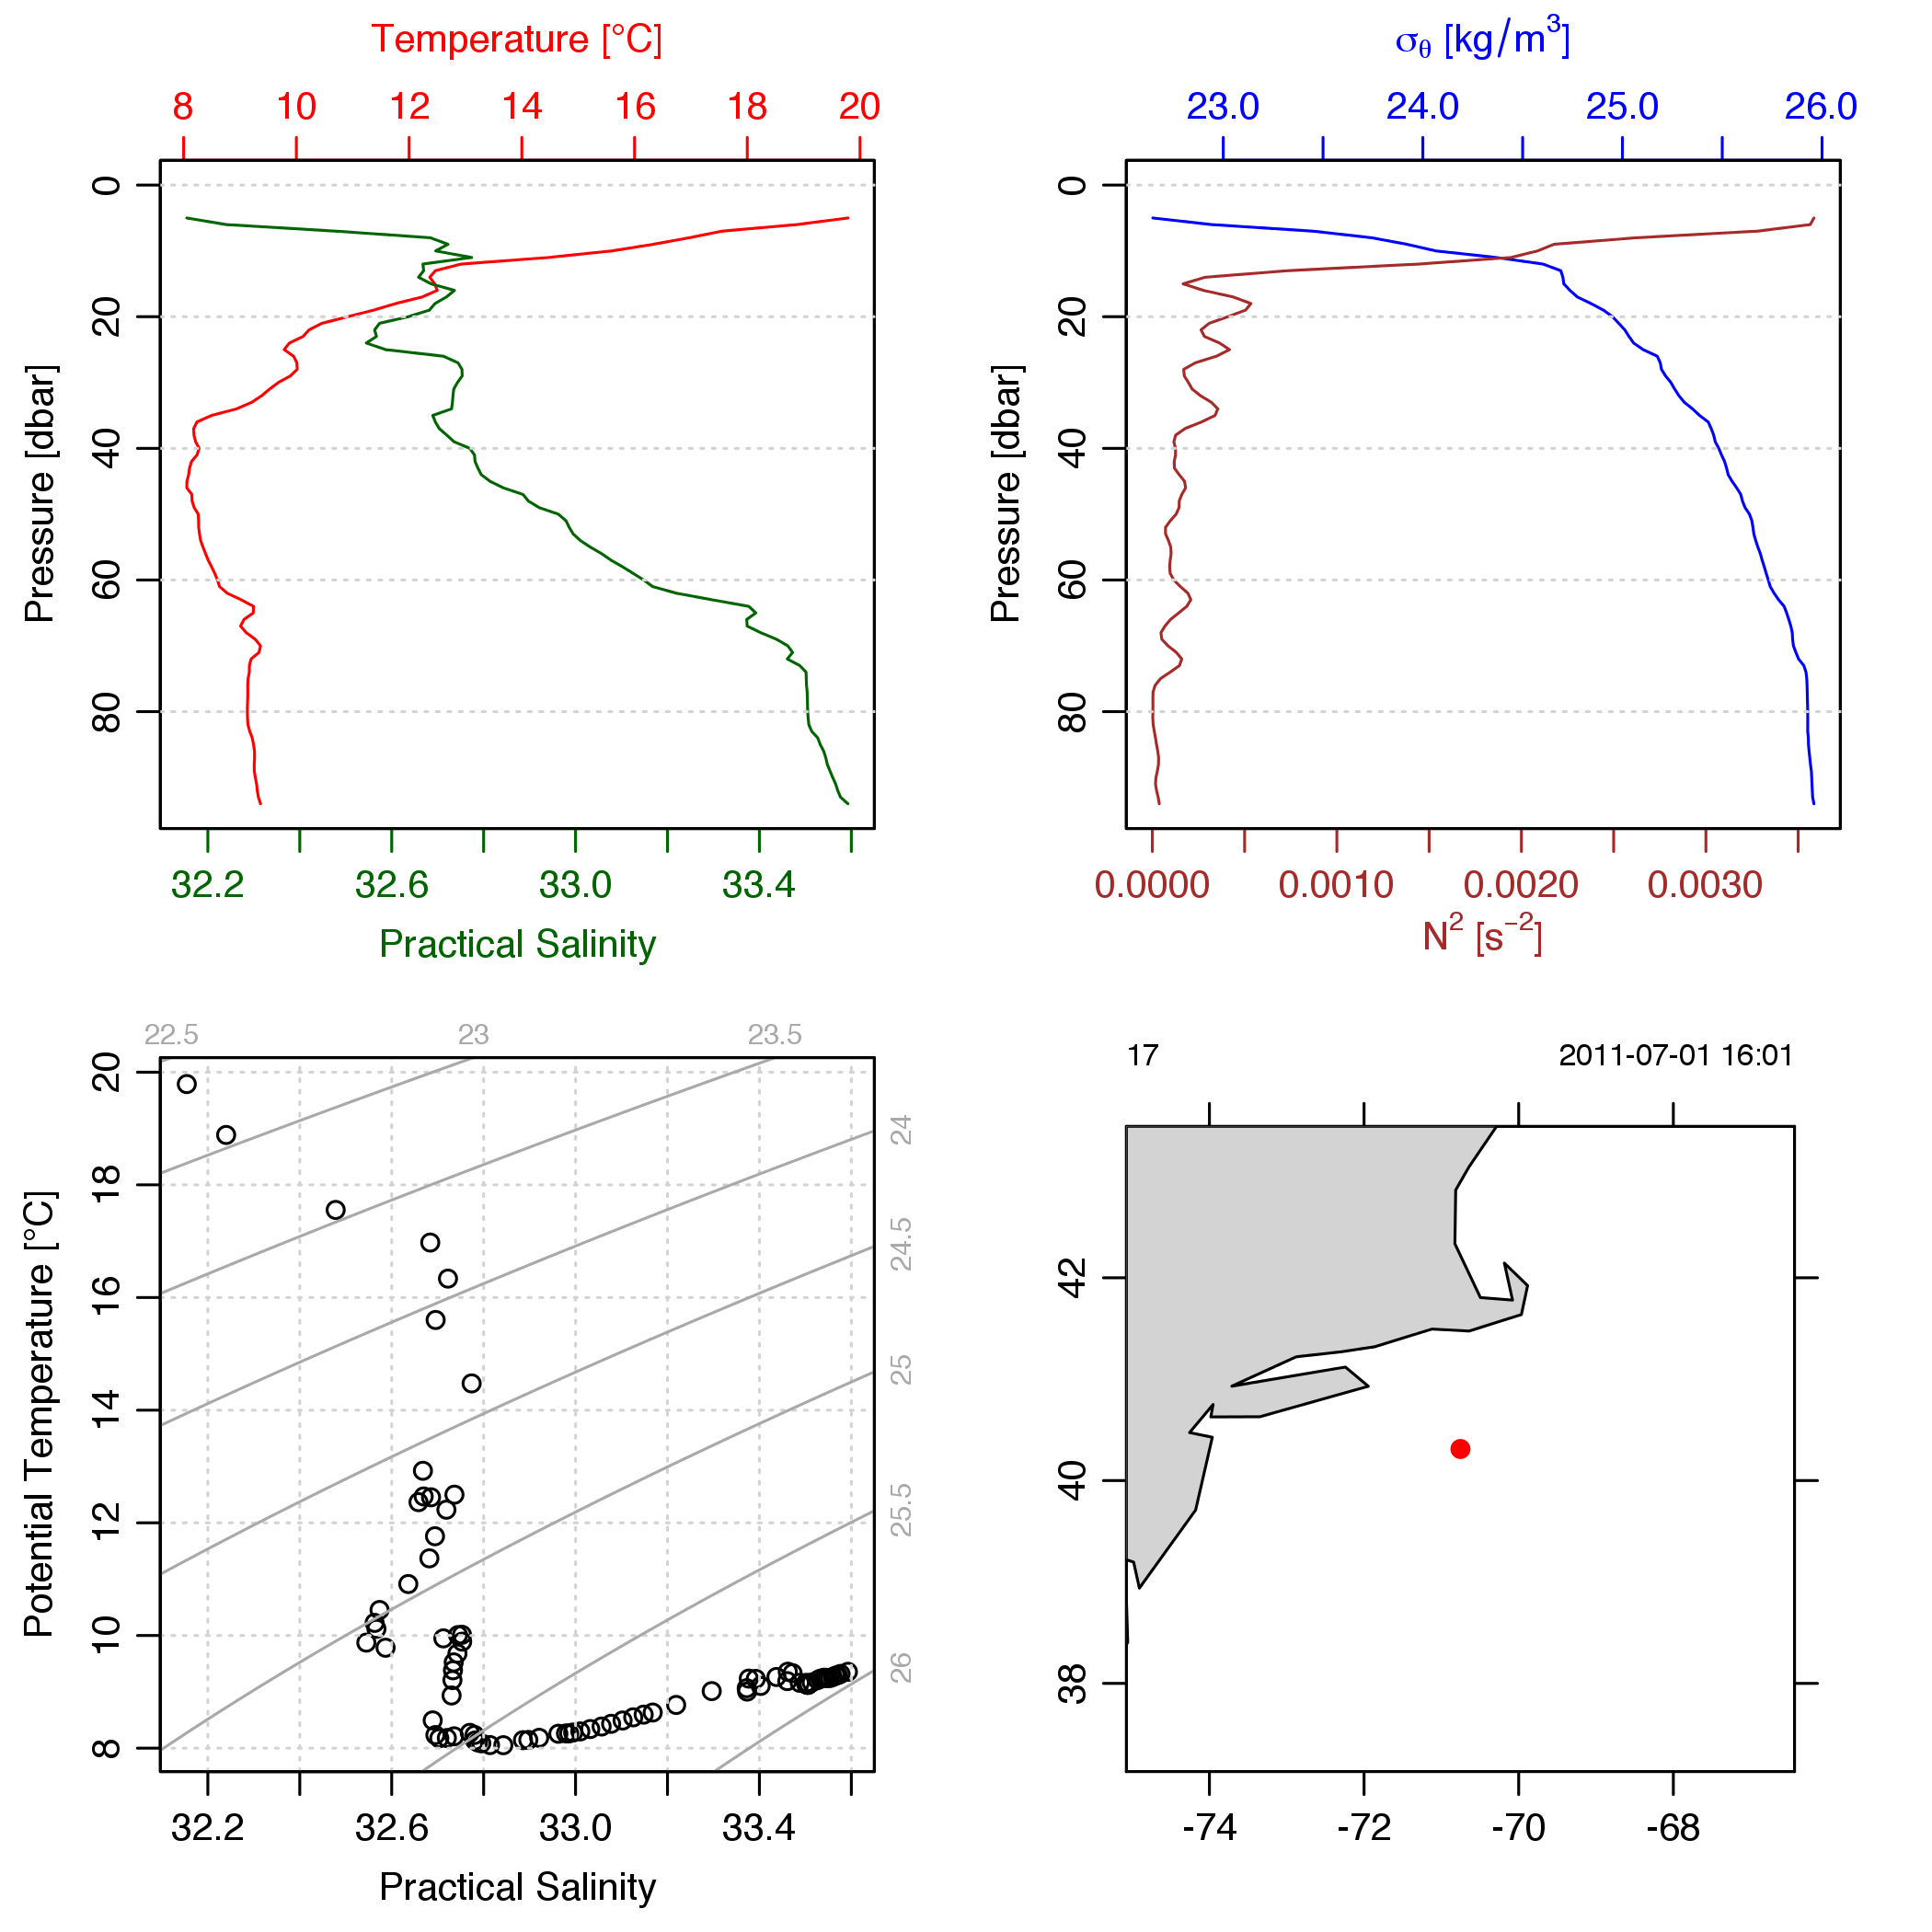 Temperature [°C]
8 10 12 14 16 18 20
Pressure [dbar]
0 20 40 60 80
32.2 32.6 33.0 33.4
Practical Salinity
σθ [kg/m³]
23.0 24.0 25.0 26.0
Pressure [dbar]
0 20 40 60 80
0.0000 0.0010 0.0020 0.0030
N² [s⁻²]
22.5 23 23.5
24
24.5
25
25.5
26
Potential Temperature [°C]
8 10 12 14 16 18 20
32.2 32.6 33.0 33.4
Practical Salinity
17 2011-07-01 16:01
42
40
38
-74 -72 -70 -68